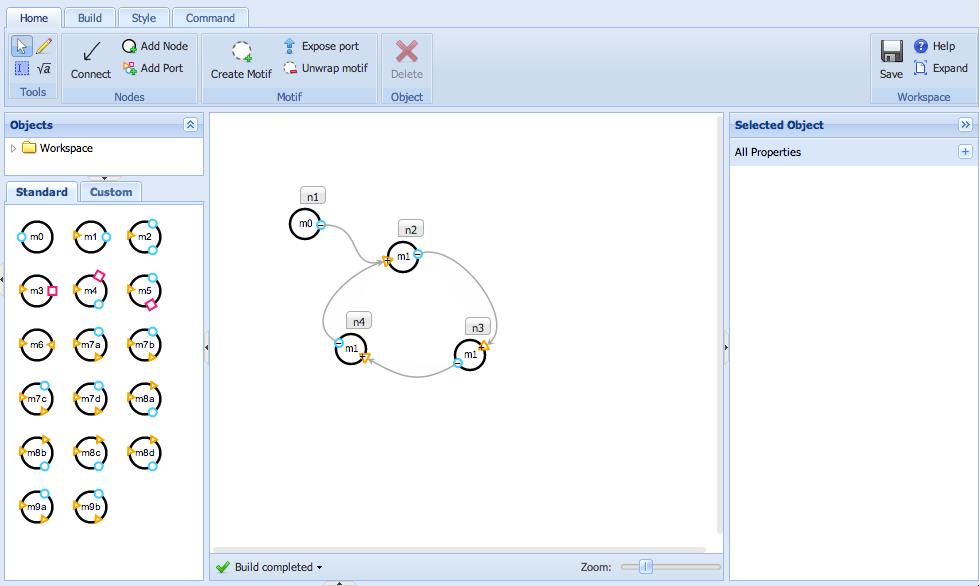 Home Build Style Command
Add Node Expose port Help
Connect Add Port Create Motif Unwrap motif Delete Save Expand
Tools Nodes Motif Object Workspace
Objects Selected Object
Workspace All Properties
Standard Custom
m0 m1 m2
m3 m4 m5
m6 m7a m7b
m7c m7d m8a
m8b m8c m8d
m9a m9b
n1
m0
n2
m1
n4
m1
n3
m1
Build completed Zoom: